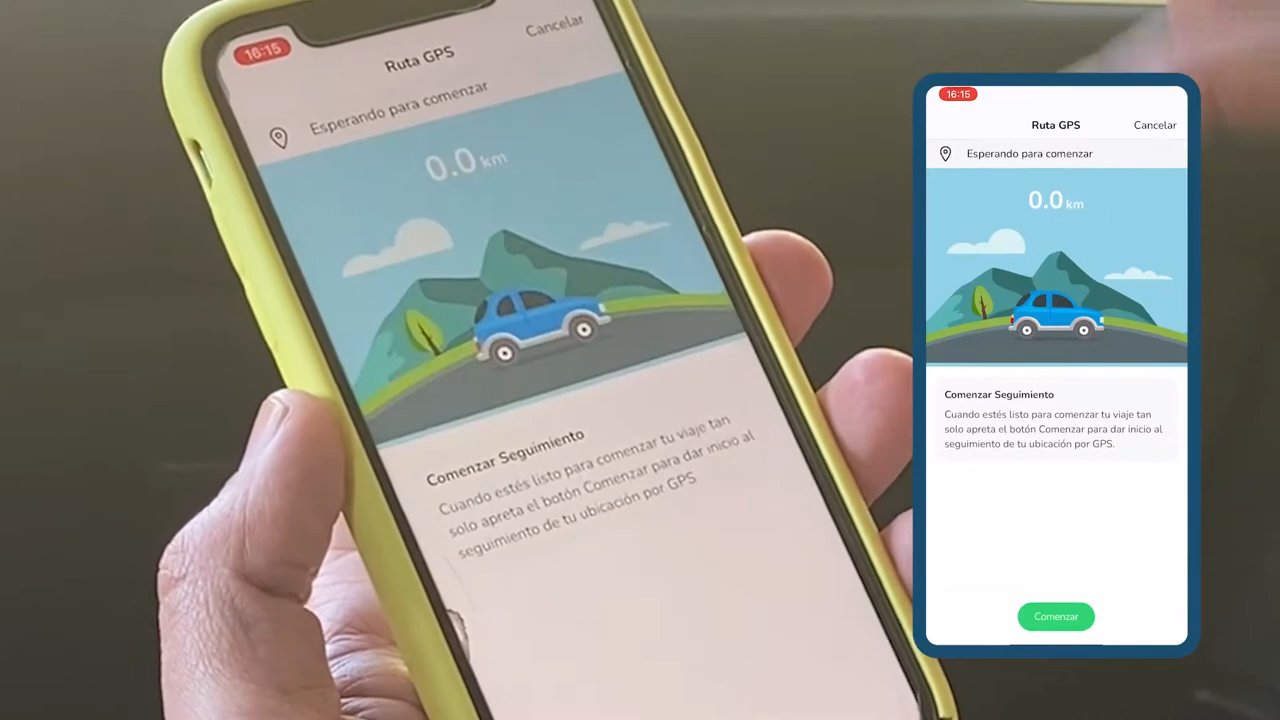 16:15
Cancelar
Ruta GPS
Esperando para comenzar
0.0 km
Comenzar Seguimiento
Cuando estés listo para comenzar tu viaje tan
solo apreta el botón Comenzar para dar inicio al
seguimiento de tu ubicación por GPS
16:15
Ruta GPS
Cancelar
Esperando para comenzar
0.0 km
Comenzar Seguimiento
Cuando estés listo para comenzar tu viaje tan
solo apreta el botón Comenzar para dar inicio al
seguimiento de tu ubicación por GPS.
Comenzar